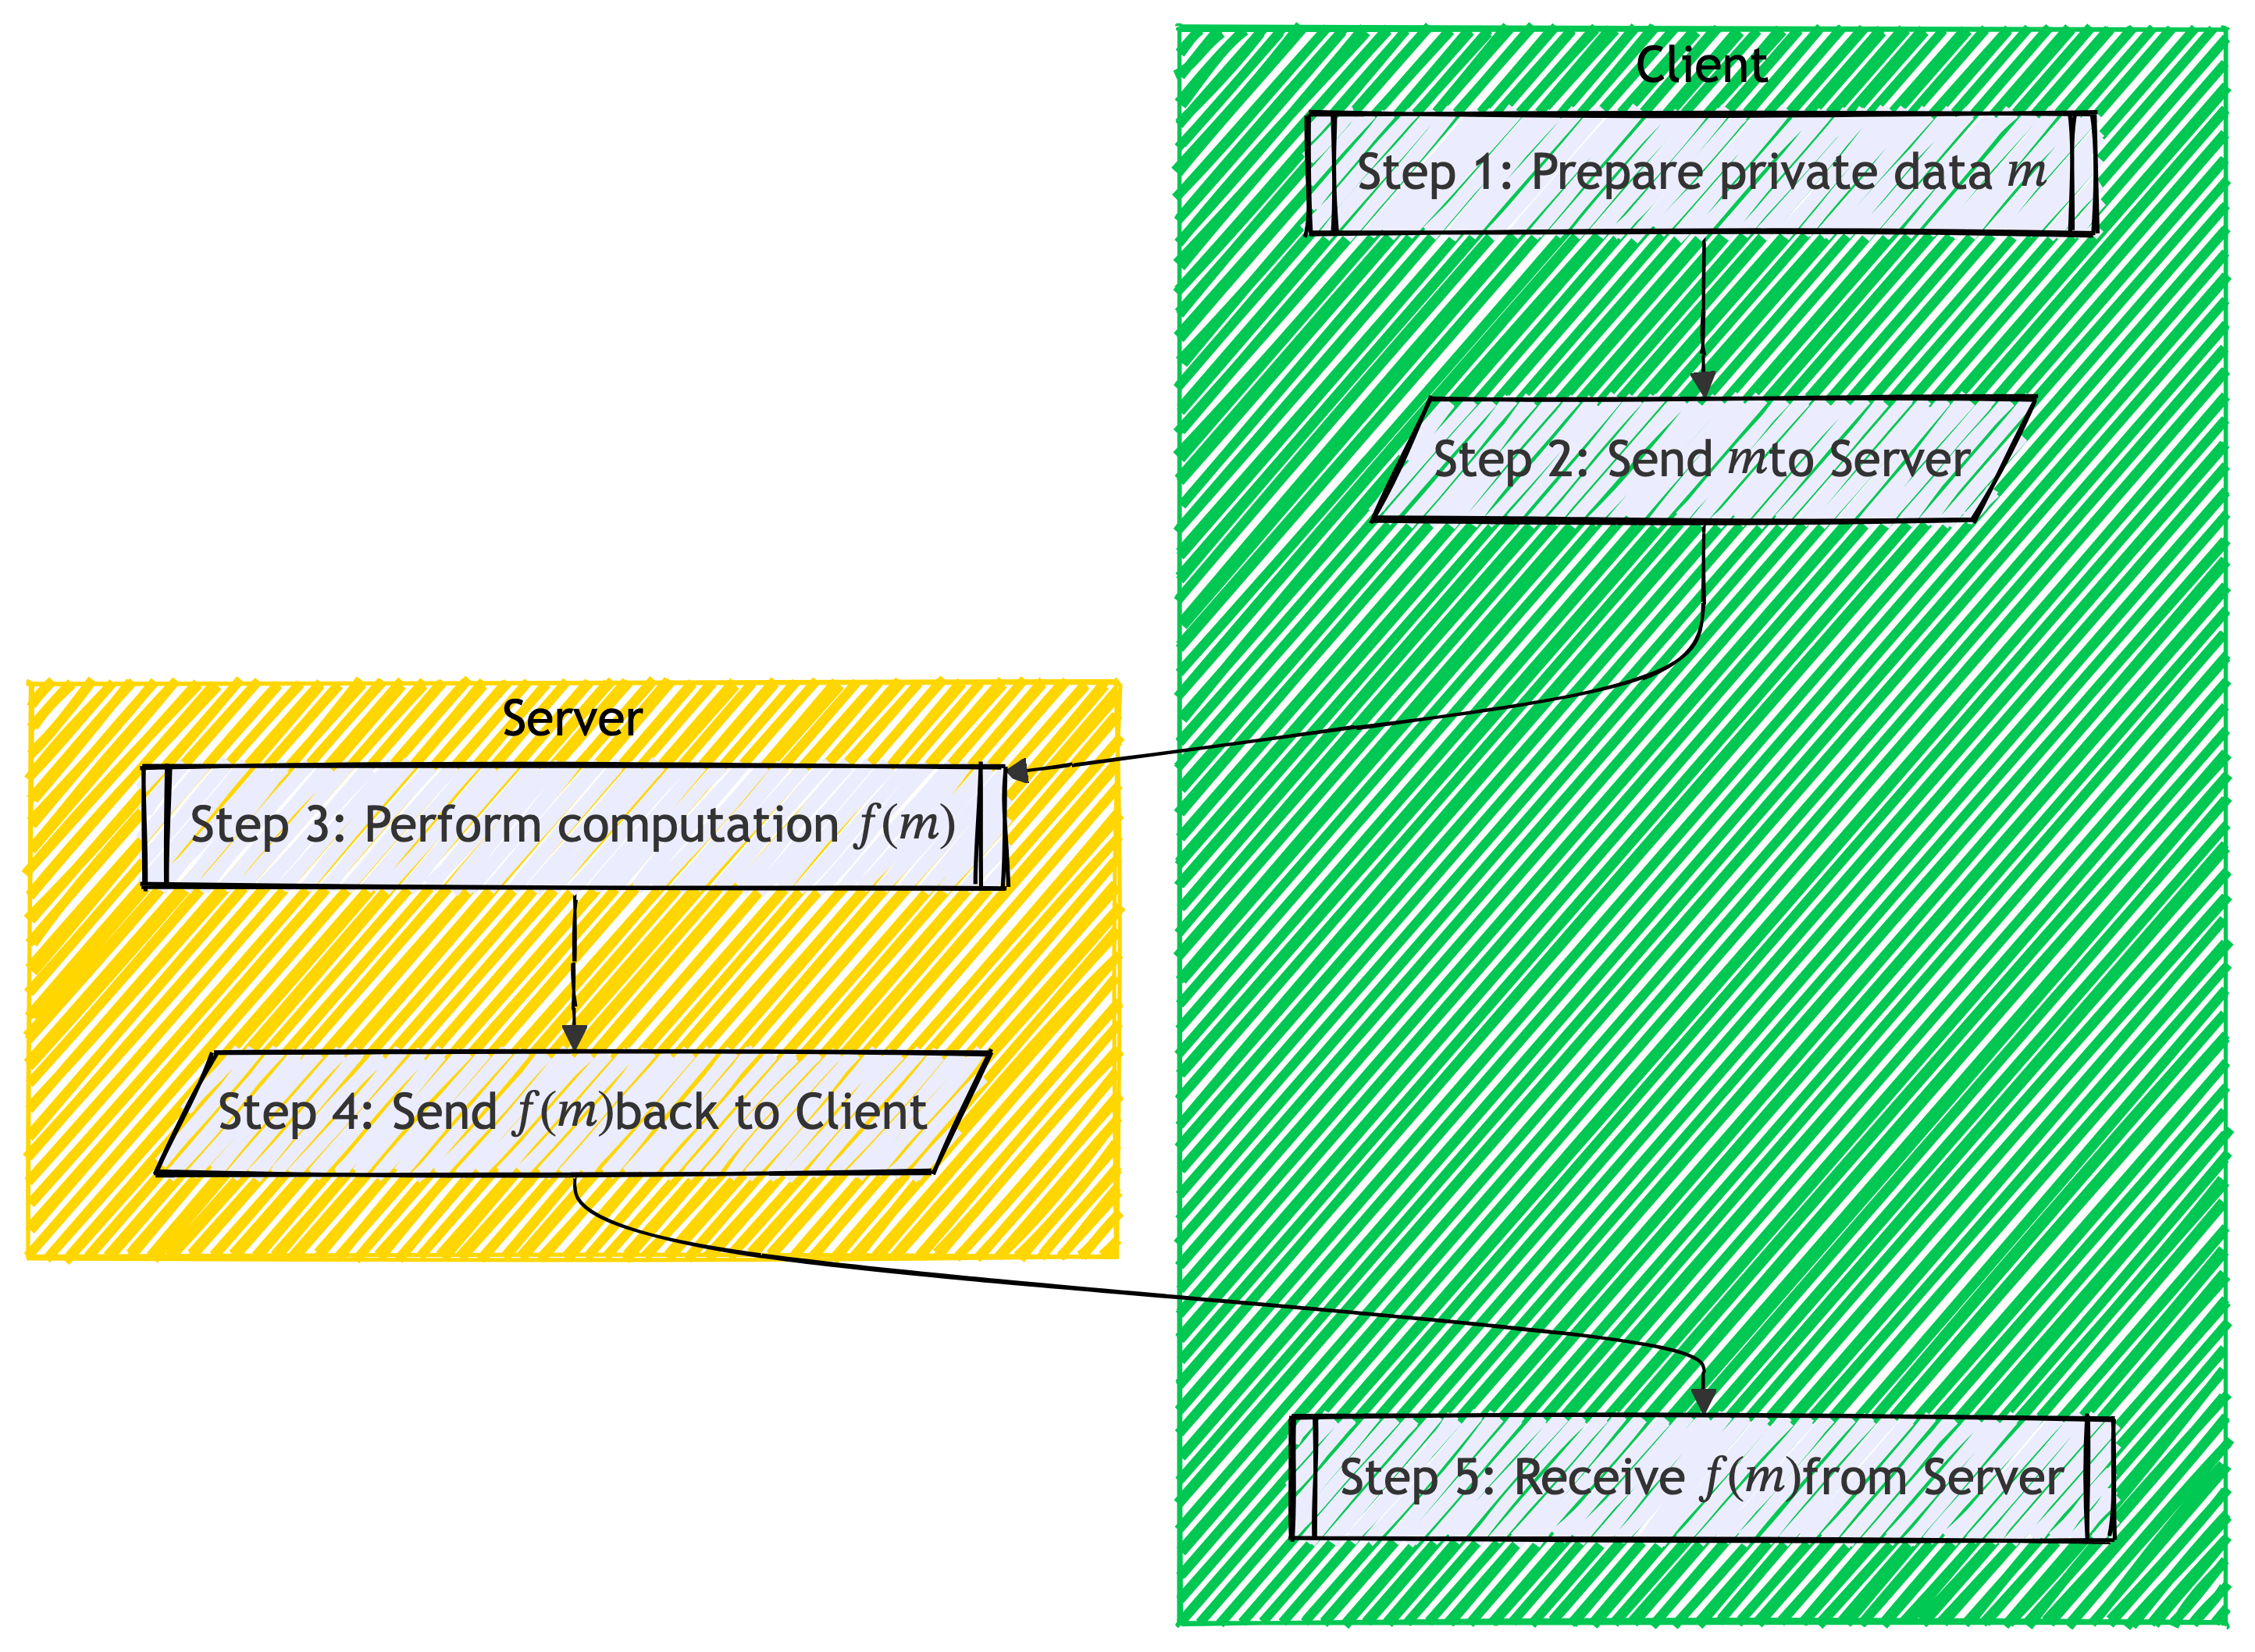 Client
Step 1: Prepare private data m
Step 2: Send mto Server
Server
Step 3: Perform computation f(m)
Step 4: Send f(m)back to Client
Step 5: Receive f(m)from Server